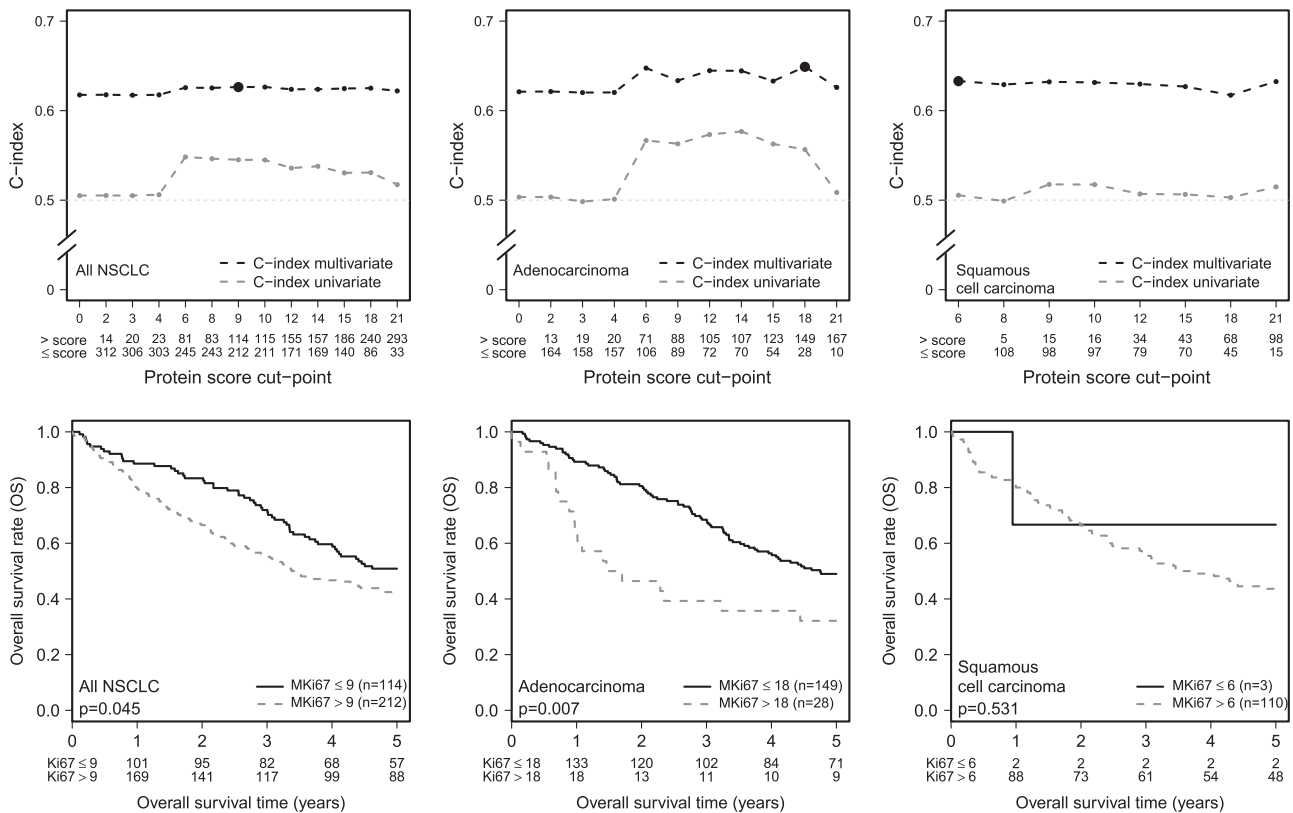 0.7
0.6
0.5
0
C−index
All NSCLC
C−index multivariate
C−index univariate
0 2 3 4 6 8 9 10 12 14 15 18 21
> score 14 20 23 81 83 114 115 155 157 186 240 293
≤ score 312 306 303 245 243 212 211 171 169 140 86 33
Protein score cut−point
0.7
0.6
0.5
0
C−index
Adenocarcinoma
C−index multivariate
C−index univariate
0 2 3 4 6 9 12 14 15 18 21
> score 13 19 20 71 88 105 107 123 149 167
≤ score 164 158 157 106 89 72 70 54 28 10
Protein score cut−point
0.7
0.6
0.5
0
C−index
Squamous
cell carcinoma
C−index multivariate
C−index univariate
6 8 9 10 12 15 18 21
> score 5 15 16 34 43 68 98
≤ score 108 98 97 79 70 45 15
Protein score cut−point
1.0
0.8
0.6
0.4
0.2
0.0
Overall survival rate (OS)
All NSCLC
p=0.045
MKi67 ≤ 9 (n=114)
MKi67 > 9 (n=212)
0 1 2 3 4 5
Ki67 ≤ 9 101 95 82 68 57
Ki67 > 9 169 141 117 99 88
Overall survival time (years)
1.0
0.8
0.6
0.4
0.2
0.0
Overall survival rate (OS)
Adenocarcinoma
p=0.007
MKi67 ≤ 18 (n=149)
MKi67 > 18 (n=28)
0 1 2 3 4 5
Ki67 ≤ 18 133 120 102 84 71
Ki67 > 18 18 13 11 10 9
Overall survival time (years)
1.0
0.8
0.6
0.4
0.2
0.0
Overall survival rate (OS)
Squamous
cell carcinoma
p=0.531
MKi67 ≤ 6 (n=3)
MKi67 > 6 (n=110)
0 1 2 3 4 5
Ki67 ≤ 6 2 2 2 2 2
Ki67 > 6 88 73 61 54 48
Overall survival time (years)